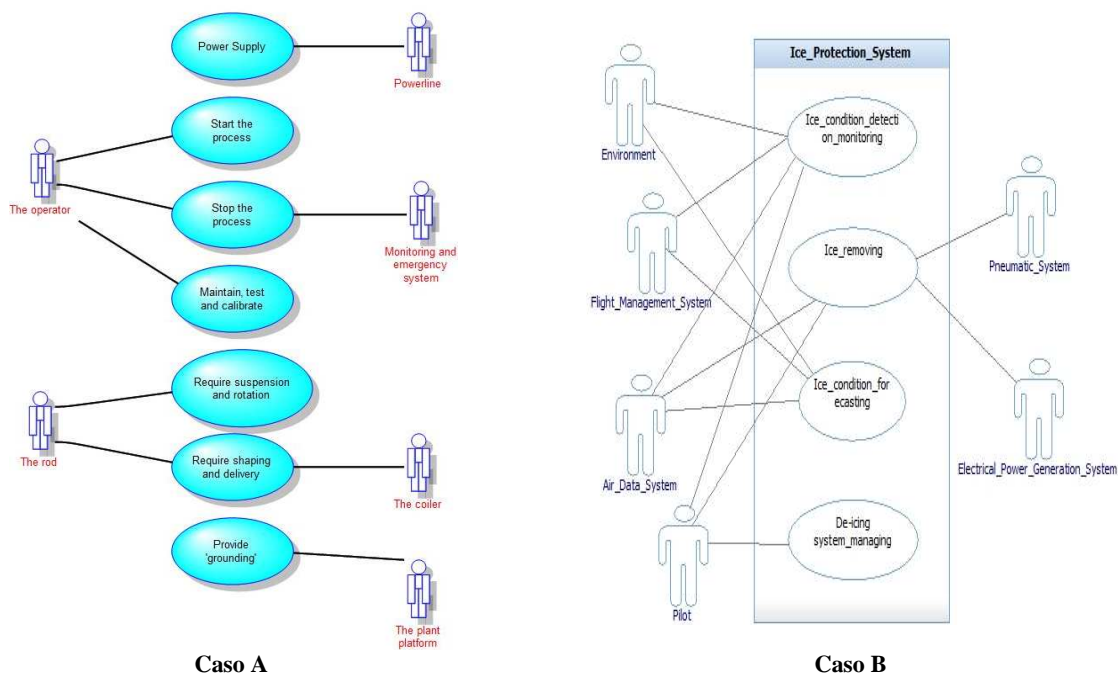 Power Supply
Powerline
Start the
process
The operator
Stop the
process
Monitoring and
emergency
system
Maintain, test
and calibrate
Require suspension
and rotation
The rod
Require shaping
and delivery
The coiler
Provide
'grounding'
The plant
platform
Caso A
Ice_Protection_System
Environment
Ice_condition_detecti
on_monitoring
Flight_Management_System
Ice_removing
Pneumatic_System
Air_Data_System
Ice_condition_for
ecasting
Electrical_Power_Generation_System
Pilot
De-icing
system_managing
Caso B